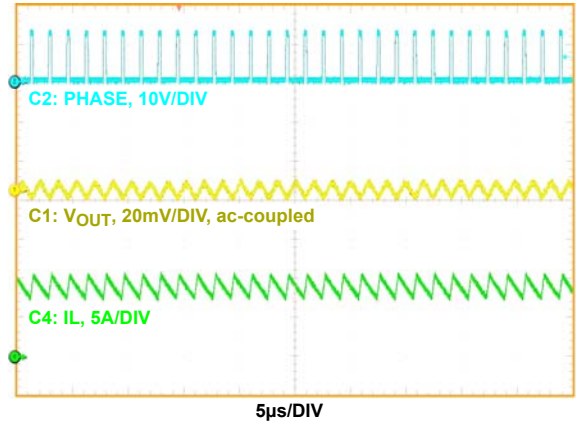 C2: PHASE, 10V/DIV
C1: VOUT, 20mV/DIV, ac-coupled
C4: IL, 5A/DIV
5µs/DIV